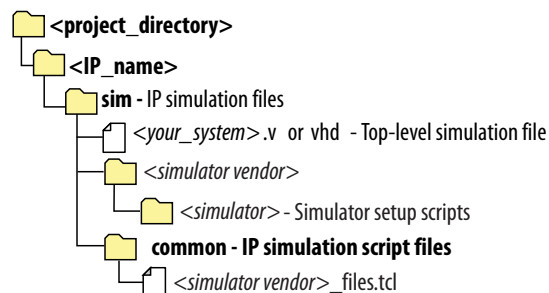 <project_directory>
<IP_name>
sim - IP simulation files
<your_system>.v or vhd - Top-level simulation file
<simulator vendor>
<simulator> - Simulator setup scripts
common - IP simulation script files
<simulator vendor>_files.tcl